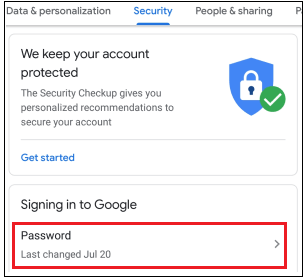 Data & personalization Security People & sharing
We keep your account
protected
The Security Checkup gives you
personalized recommendations to
secure your account
Get started
Signing in to Google
Password
Last changed Jul 20